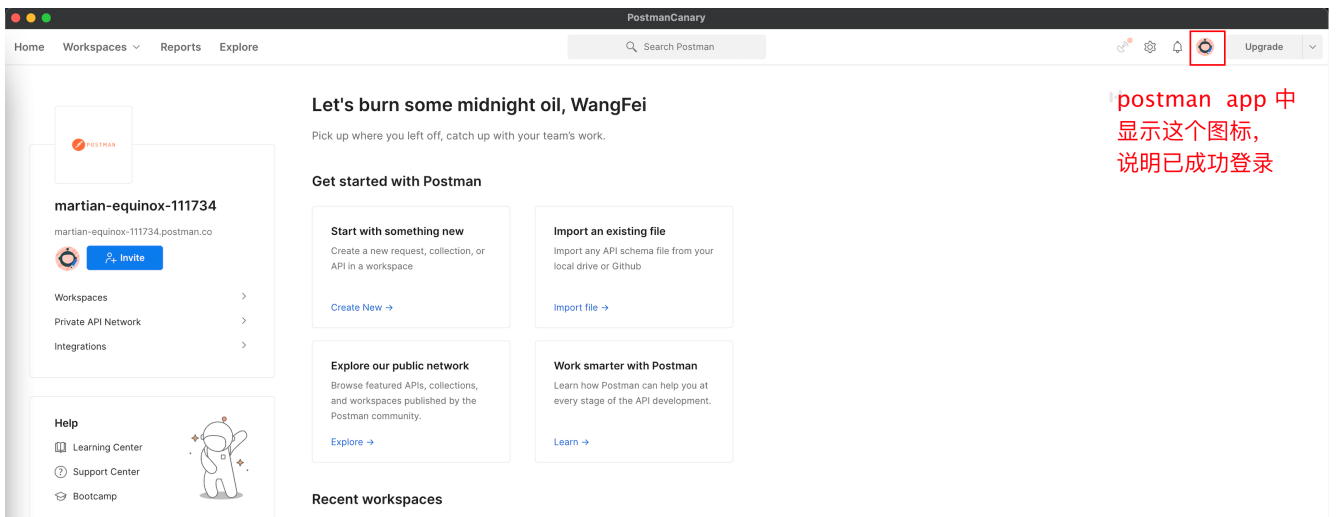 PostmanCanary
Home Workspaces Reports Explore
Search Postman
Upgrade
postman app 中
显示这个图标，
说明已成功登录
POSTMAN
martian-equinox-111734
martian-equinox-111734.postman.co
Invite
Workspaces
Private API Network
Integrations
Help
Learning Center
Support Center
Bootcamp
Let's burn some midnight oil, WangFei
Pick up where you left off, catch up with your team's work.
Get started with Postman
Start with something new
Create a new request, collection, or
API in a workspace
Create New →
Import an existing file
Import any API schema file from your
local drive or Github
Import file →
Explore our public network
Browse featured APIs, collections,
and workspaces published by the
Postman community.
Explore →
Work smarter with Postman
Learn how Postman can help you at
every stage of the API development.
Learn →
Recent workspaces